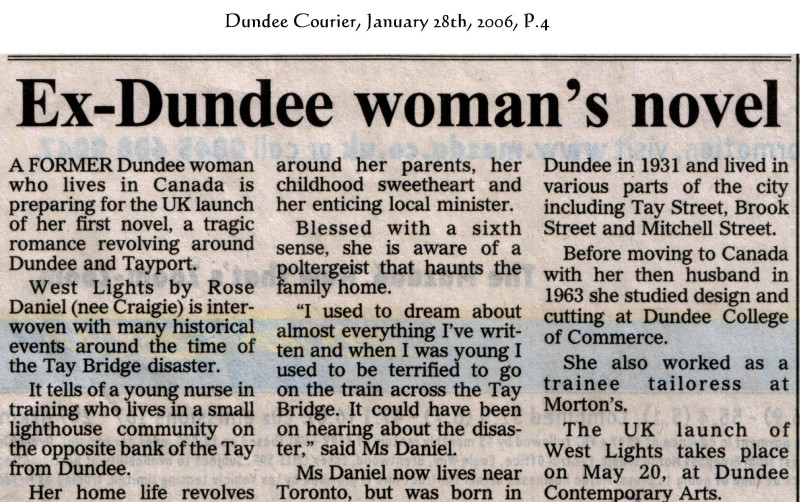 Dundee Courier, January 28th, 2006, P.4
Ex-Dundee woman's novel
A FORMER Dundee woman
who lives in Canada is
preparing for the UK launch
of her first novel, a tragic
romance revolving around
Dundee and Tayport.
West Lights by Rose
Daniel (nee Craigie) is inter-
woven with many historical
events around the time of
the Tay Bridge disaster.
It tells of a young nurse in
training who lives in a small
lighthouse community on
the opposite bank of the Tay
from Dundee.
Her home life revolves
around her parents, her
childhood sweetheart and
her enticing local minister.
Blessed with a sixth
sense, she is aware of a
poltergeist that haunts the
family home.
"I used to dream about
almost everything I've writ-
ten and when I was young I
used to be terrified to go
on the train across the Tay
Bridge. It could have been
on hearing about the disas-
ter," said Ms Daniel.
Ms Daniel now lives near
Toronto, but was born in
Dundee in 1931 and lived in
various parts of the city
including Tay Street, Brook
Street and Mitchell Street.
Before moving to Canada
with her then husband in
1963 she studied design and
cutting at Dundee College
of Commerce.
She also worked as a
trainee tailoress at
Morton's.
The UK launch of
West Lights takes place
on May 20, at Dundee
Contemporary Arts.